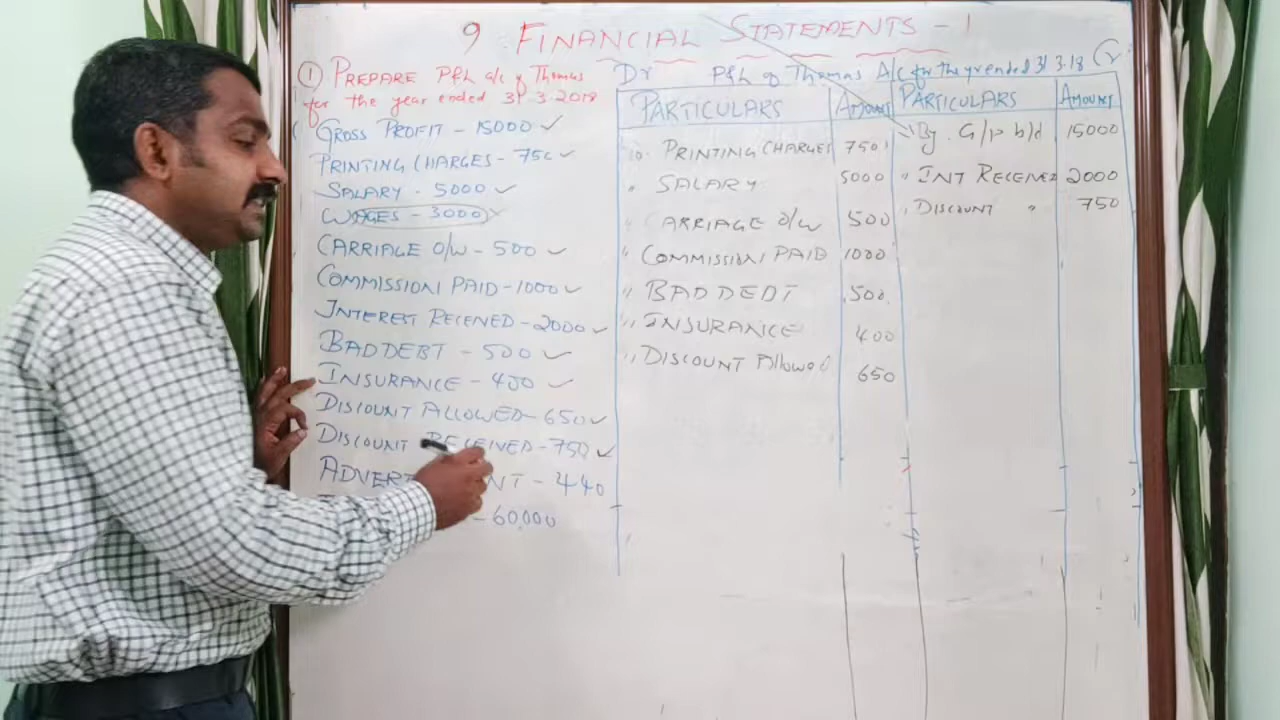 9 FINANCIAL STATEMENTS - 1
① PREPARE P&L a/c of Thomas
for the year ended 31-3-2018
GROSS PROFIT - 15000 ✓
PRINTING CHARGES - 750 ✓
SALARY - 5000 ✓
WAGES - 3000 ×
CARRIAGE O/W - 500 ✓
COMMISSION PAID - 1000 ✓
INTEREST RECEIVED - 2000 ✓
BAD DEBT - 500 ✓
INSURANCE - 400 ✓
DISCOUNT ALLOWED - 650 ✓
DISCOUNT RECEIVED - 750 ✓
- 440
- 60,000
Dr P&L of Thomas A/C for the yr ended 31 3.18 Cr
PARTICULARS AMOUNT PARTICULARS AMOUNT
To PRINTING CHARGES 750 By G/P b/d 15000
" SALARY 5000 " INT RECEIVED 2000
" CARRIAGE O/W 500 " DISCOUNT " 750
" COMMISSION PAID 1000
" BAD DEBT 500
" INSURANCE 400
" DISCOUNT Allowed 650